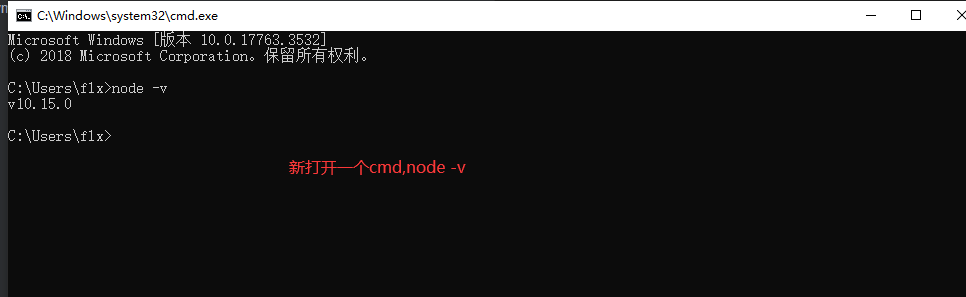 C:\Windows\system32\cmd.exe
Microsoft Windows [版本 10.0.17763.3532]
(c) 2018 Microsoft Corporation。保留所有权利。
C:\Users\flx>node -v
v10.15.0
C:\Users\flx>
新打开一个cmd,node -v